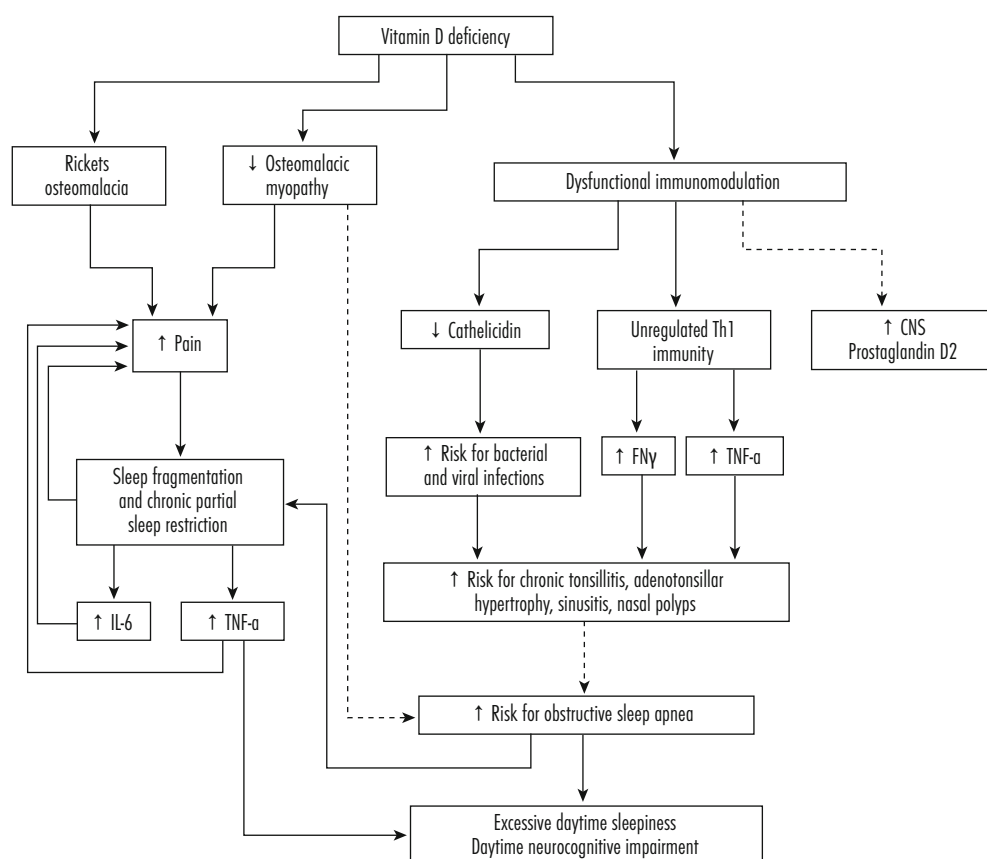 Vitamin D deficiency
Rickets
osteomalacia
↓ Osteomalacic
myopathy
Dysfunctional immunomodulation
↑ Pain
↓ Cathelicidin
Unregulated Th1
immunity
↑ CNS
Prostaglandin D2
Sleep fragmentation
and chronic partial
sleep restriction
↑ Risk for bacterial
and viral infections
↑ FNγ
↑ TNF-α
↑ IL-6
↑ TNF-α
↑ Risk for chronic tonsillitis, adenotonsillar
hypertrophy, sinusitis, nasal polyps
↑ Risk for obstructive sleep apnea
Excessive daytime sleepiness
Daytime neurocognitive impairment